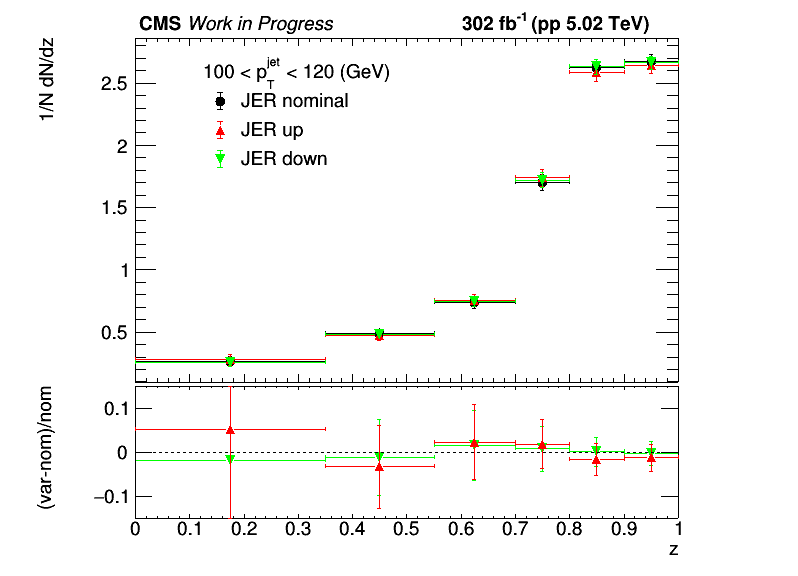 CMS Work in Progress 302 fb-1 (pp 5.02 TeV)
1/N dN/dz
100 < pTjet < 120 (GeV)
JER nominal
JER up
JER down
2.5
2
1.5
1
0.5
(var-nom)/nom
0.1
0
−0.1
0 0.1 0.2 0.3 0.4 0.5 0.6 0.7 0.8 0.9 1
z